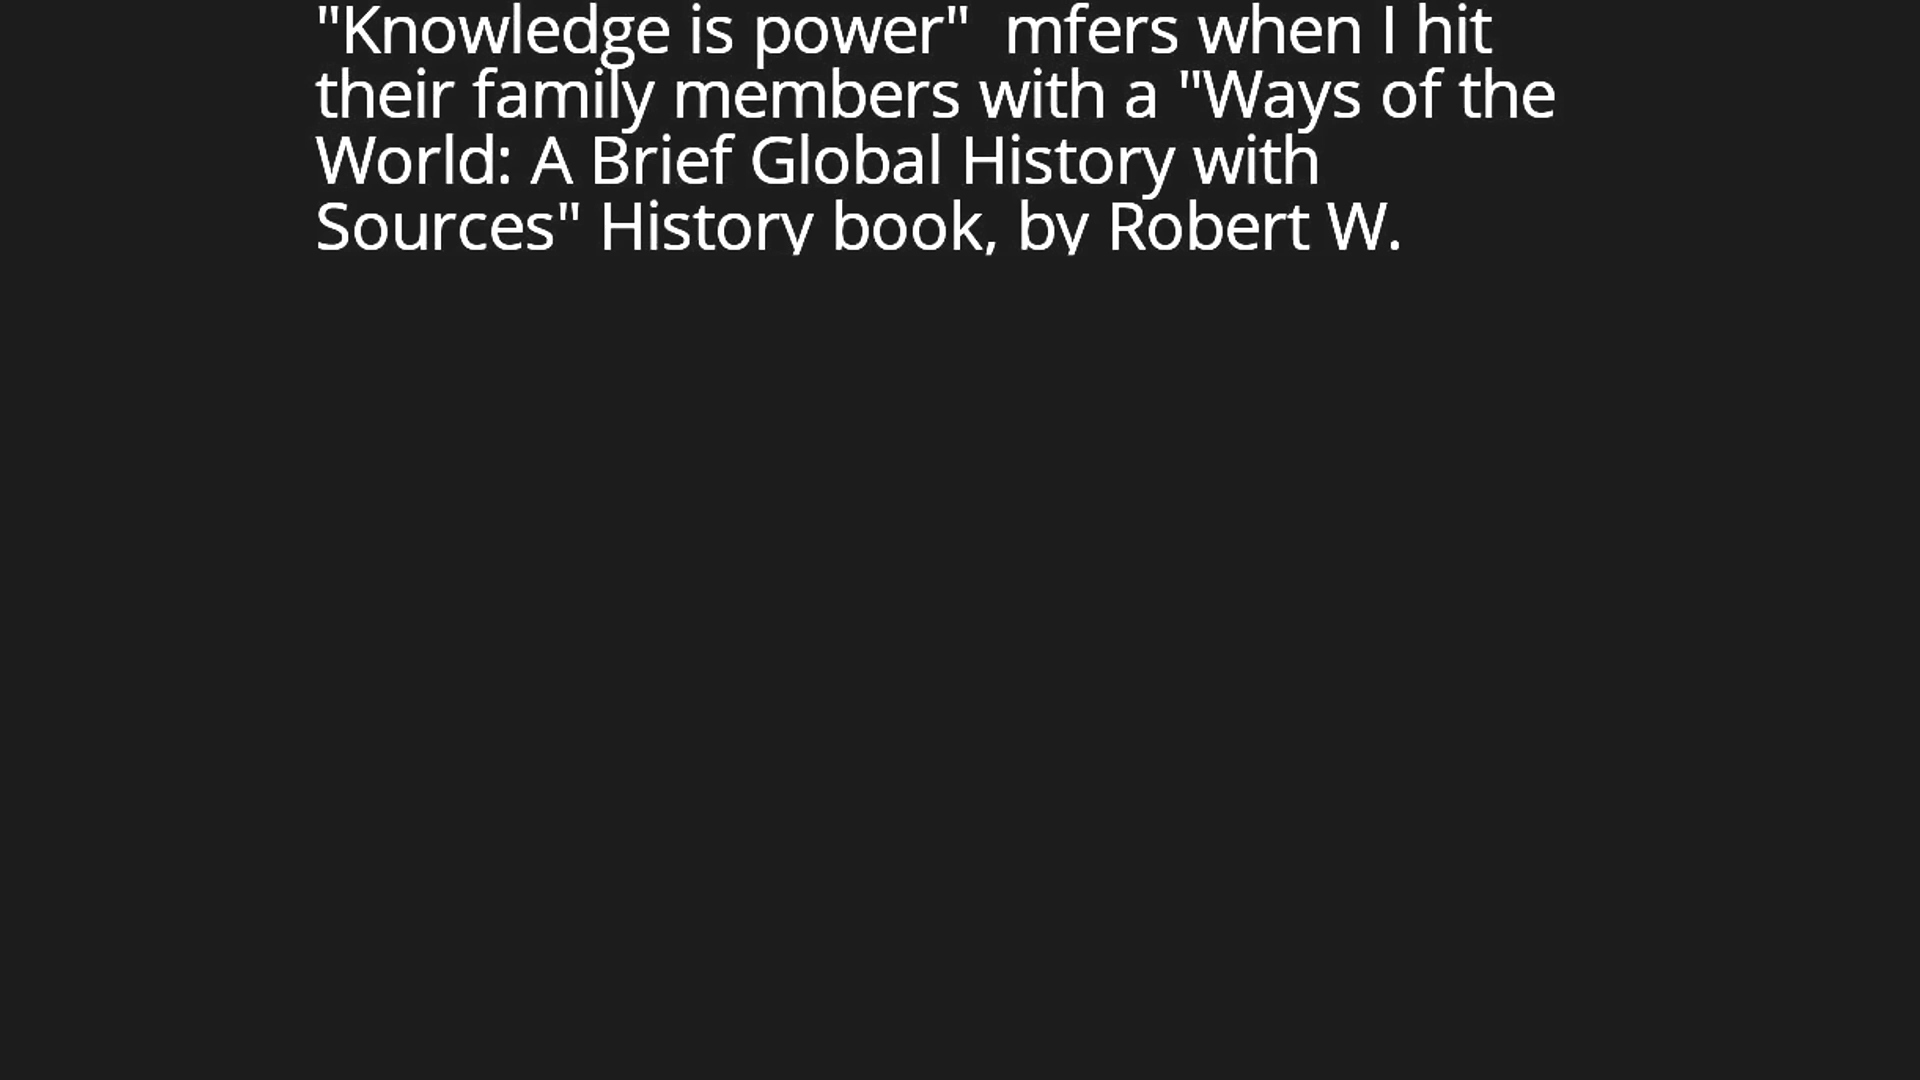 "Knowledge is power"  mfers when I hit
their family members with a "Ways of the
World: A Brief Global History with
Sources" History book, by Robert W.